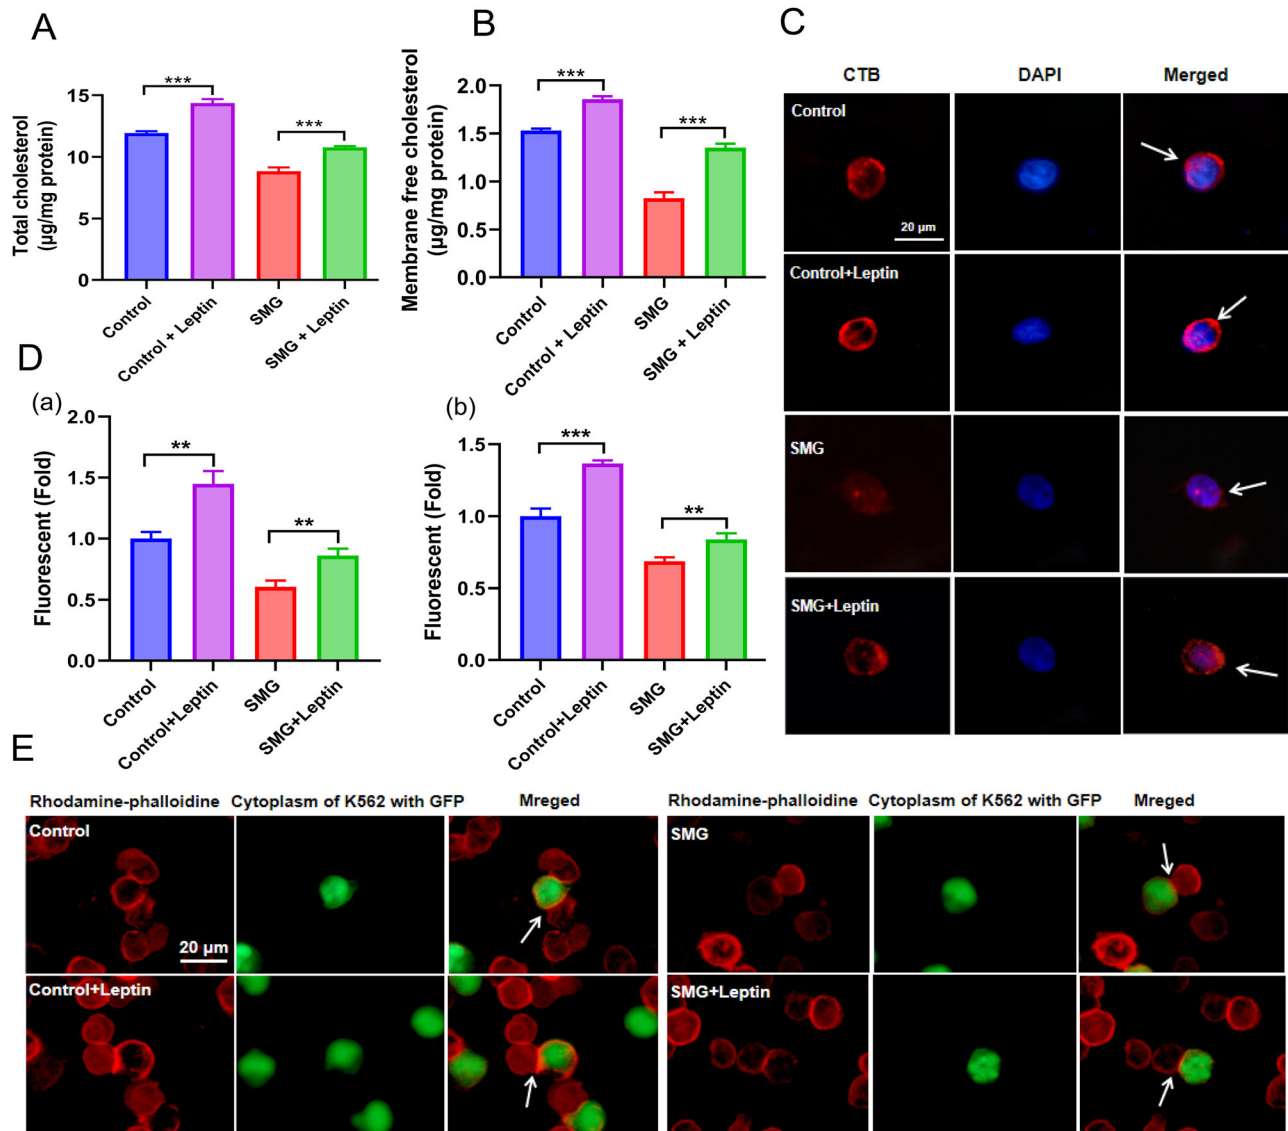 A
Total cholesterol
(µg/mg protein)
15
10
5
0
***
***
Control
Control + Leptin
SMG
SMG + Leptin
B
Membrane free cholesterol
(µg/mg protein)
2.0
1.5
1.0
0.5
0.0
***
***
Control
Control + Leptin
SMG
SMG + Leptin
C
CTB DAPI Merged
Control
20 µm
Control+Leptin
SMG
SMG+Leptin
D
(a)
Fluorescent (Fold)
2.0
1.5
1.0
0.5
0.0
**
**
Control
Control+Leptin
SMG
SMG+Leptin
(b)
Fluorescent (Fold)
1.5
1.0
0.5
0.0
***
**
Control
Control+Leptin
SMG
SMG+Leptin
E
Rhodamine-phalloidine Cytoplasm of K562 with GFP Mreged Rhodamine-phalloidine Cytoplasm of K562 with GFP Mreged
Control
20 µm
SMG
Control+Leptin
SMG+Leptin